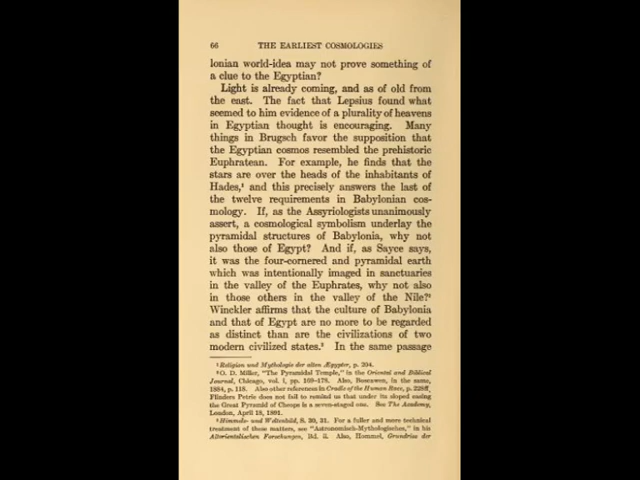 66 THE EARLIEST COSMOLOGIES
lonian world-idea may not prove something of
a clue to the Egyptian?
Light is already coming, and as of old from
the east. The fact that Lepsius found what
seemed to him evidence of a plurality of heavens
in Egyptian thought is encouraging. Many
things in Brugsch favor the supposition that
the Egyptian cosmos resembled the prehistoric
Euphratean. For example, he finds that the
stars are over the heads of the inhabitants of
Hades,¹ and this precisely answers the last of
the twelve requirements in Babylonian cos-
mology. If, as the Assyriologists unanimously
assert, a cosmological symbolism underlay the
pyramidal structures of Babylonia, why not
also those of Egypt? And if, as Sayce says,
it was the four-cornered and pyramidal earth
which was intentionally imaged in sanctuaries
in the valley of the Euphrates, why not also
in those others in the valley of the Nile?²
Winckler affirms that the culture of Babylonia
and that of Egypt are no more to be regarded
as distinct than are the civilizations of two
modern civilized states.³ In the same passage
¹ Religion und Mythologie der alten Ægypter, p. 204.
² O. D. Miller, "The Pyramidal Temple," in the Oriental and Biblical
Journal, Chicago, vol. i, pp. 169-178. Also, Boscawen, in the same,
1884, p. 118. Also other references in Cradle of the Human Race, p. 228ff.
Flinders Petrie does not fail to remind us that under its sloped casing
the Great Pyramid of Cheops is a seven-staged one. See The Academy,
London, April 18, 1891.
³ Himmels- und Weltenbild, S. 30, 31. For a fuller and more technical
treatment of these matters, see "Astronomisch-Mythologisches," in his
Altorientalischen Forschungen, Bd. ii. Also, Hommel, Grundriss der